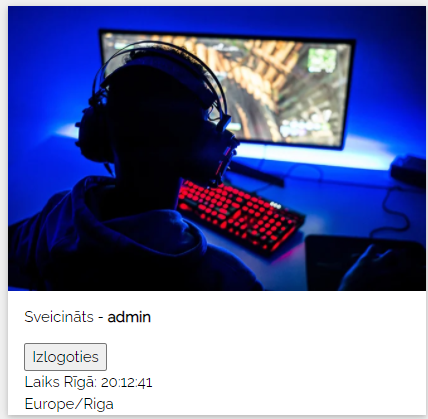 Sveicināts - admin
Izlogoties
Laiks Rīgā: 20:12:41
Europe/Riga